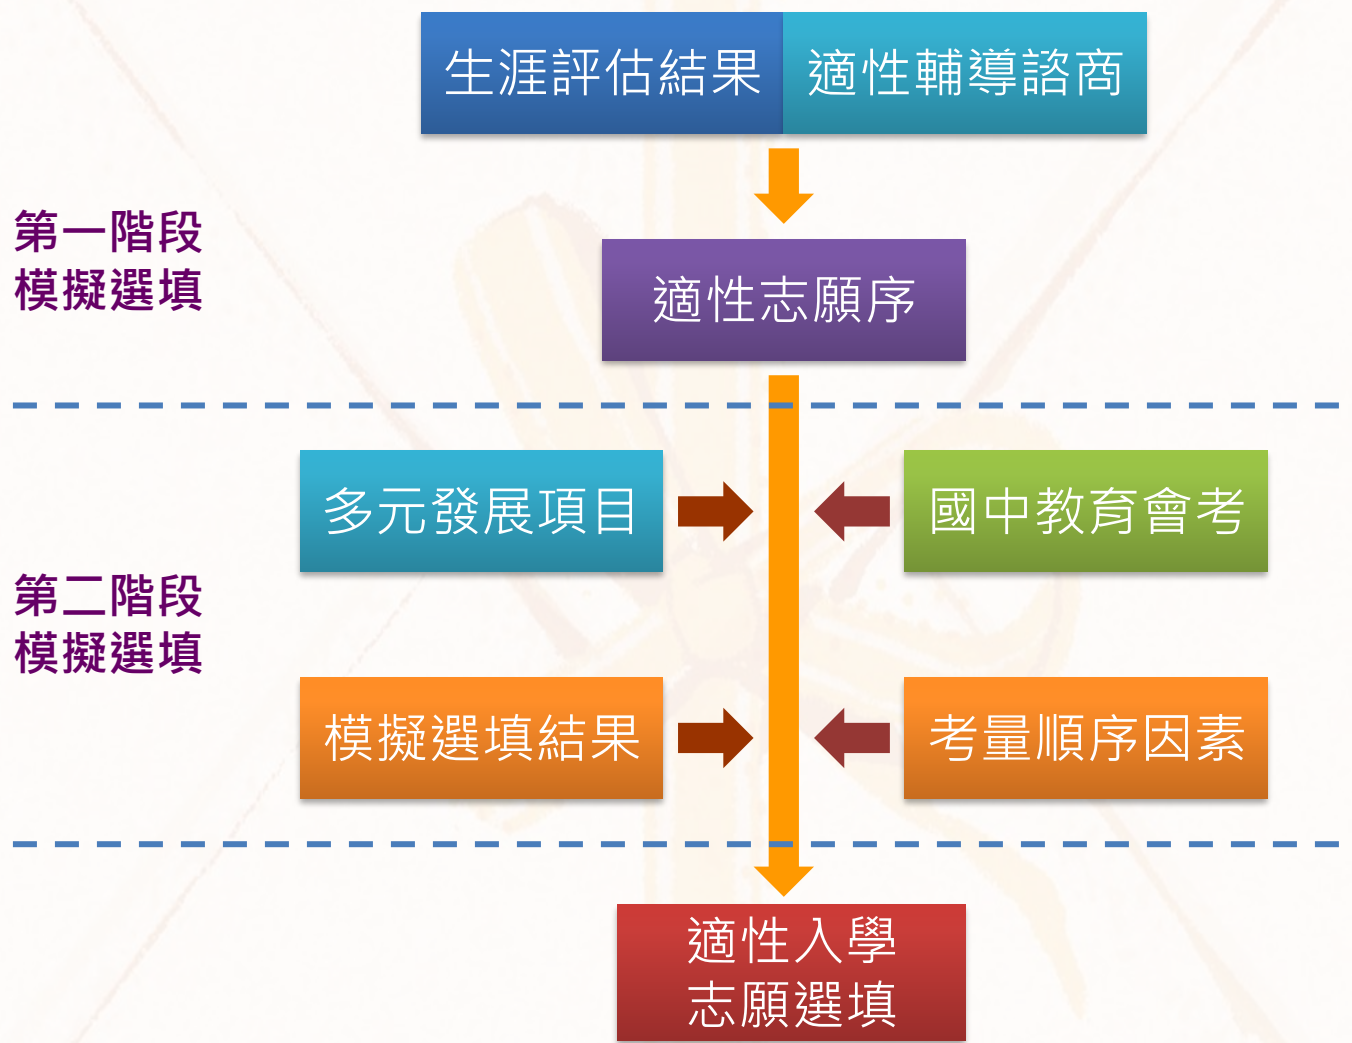 生涯評估結果
適性輔導諮商
第一階段
模擬選填
適性志願序
多元發展項目
國中教育會考
第二階段
模擬選填
模擬選填結果
考量順序因素
適性入學
志願選填